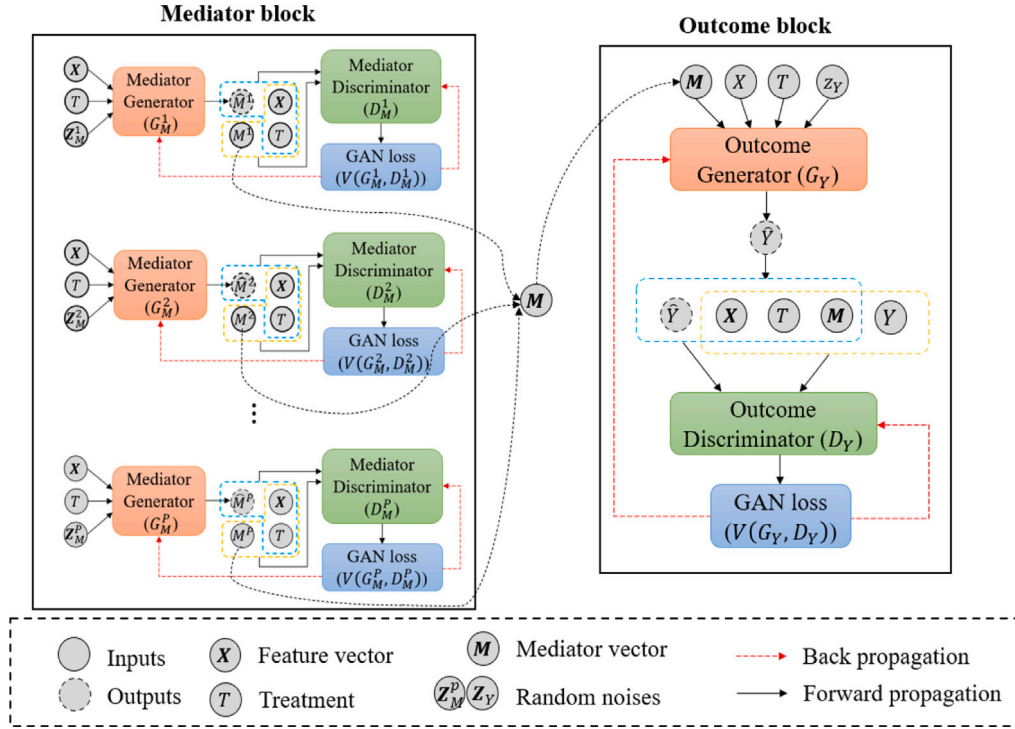 Mediator block
X
T
Z_M^1
Mediator
Generator
(G_M^1)
M̂^1
X
M^1
T
Mediator
Discriminator
(D_M^1)
GAN loss
(V(G_M^1, D_M^1))
X
T
Z_M^2
Mediator
Generator
(G_M^2)
M̂^2
X
M^2
T
Mediator
Discriminator
(D_M^2)
GAN loss
(V(G_M^2, D_M^2))
⋮
X
T
Z_M^P
Mediator
Generator
(G_M^P)
M̂^P
X
M^P
T
Mediator
Discriminator
(D_M^P)
GAN loss
(V(G_M^P, D_M^P))
M
Outcome block
M X T z_Y
Outcome
Generator (G_Y)
Ŷ
Ŷ X T M Y
Outcome
Discriminator (D_Y)
GAN loss
(V(G_Y, D_Y))
Inputs
Outputs
X Feature vector
T Treatment
M Mediator vector
Z_M^p Z_Y Random noises
Back propagation
Forward propagation